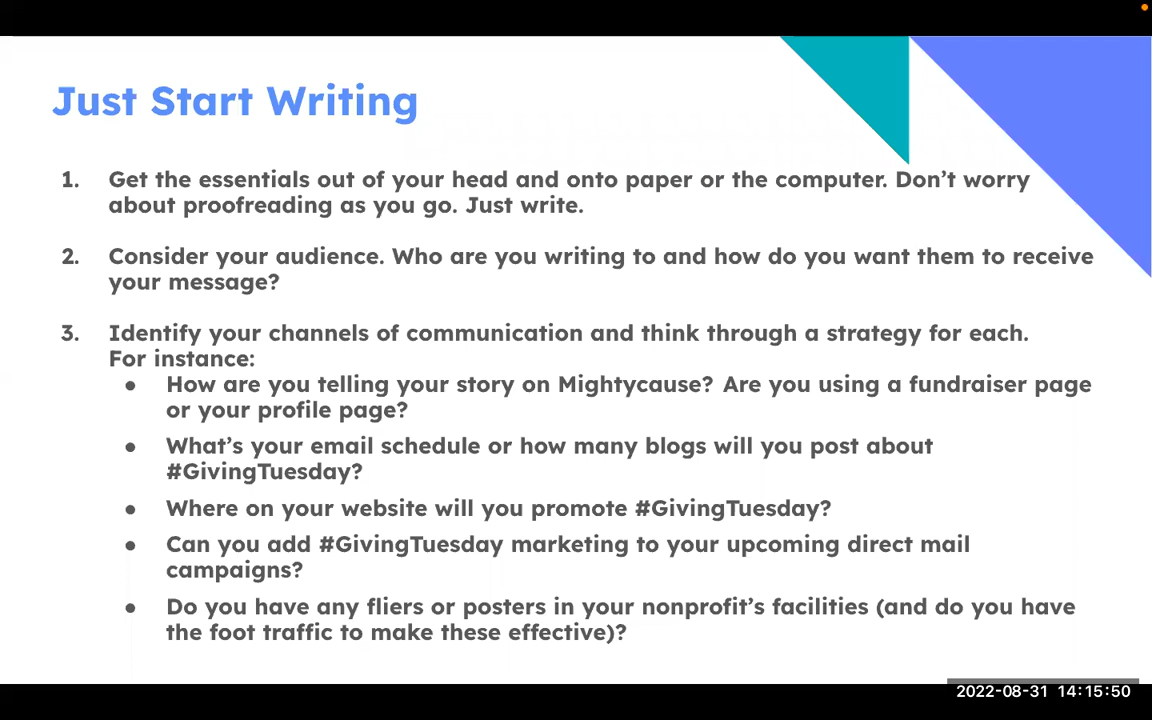 Just Start Writing
1. Get the essentials out of your head and onto paper or the computer. Don’t worry
about proofreading as you go. Just write.
2. Consider your audience. Who are you writing to and how do you want them to receive
your message?
3. Identify your channels of communication and think through a strategy for each.
For instance:
● How are you telling your story on Mightycause? Are you using a fundraiser page
or your profile page?
● What’s your email schedule or how many blogs will you post about
#GivingTuesday?
● Where on your website will you promote #GivingTuesday?
● Can you add #GivingTuesday marketing to your upcoming direct mail
campaigns?
● Do you have any fliers or posters in your nonprofit’s facilities (and do you have
the foot traffic to make these effective)?
2022-08-31 14:15:50